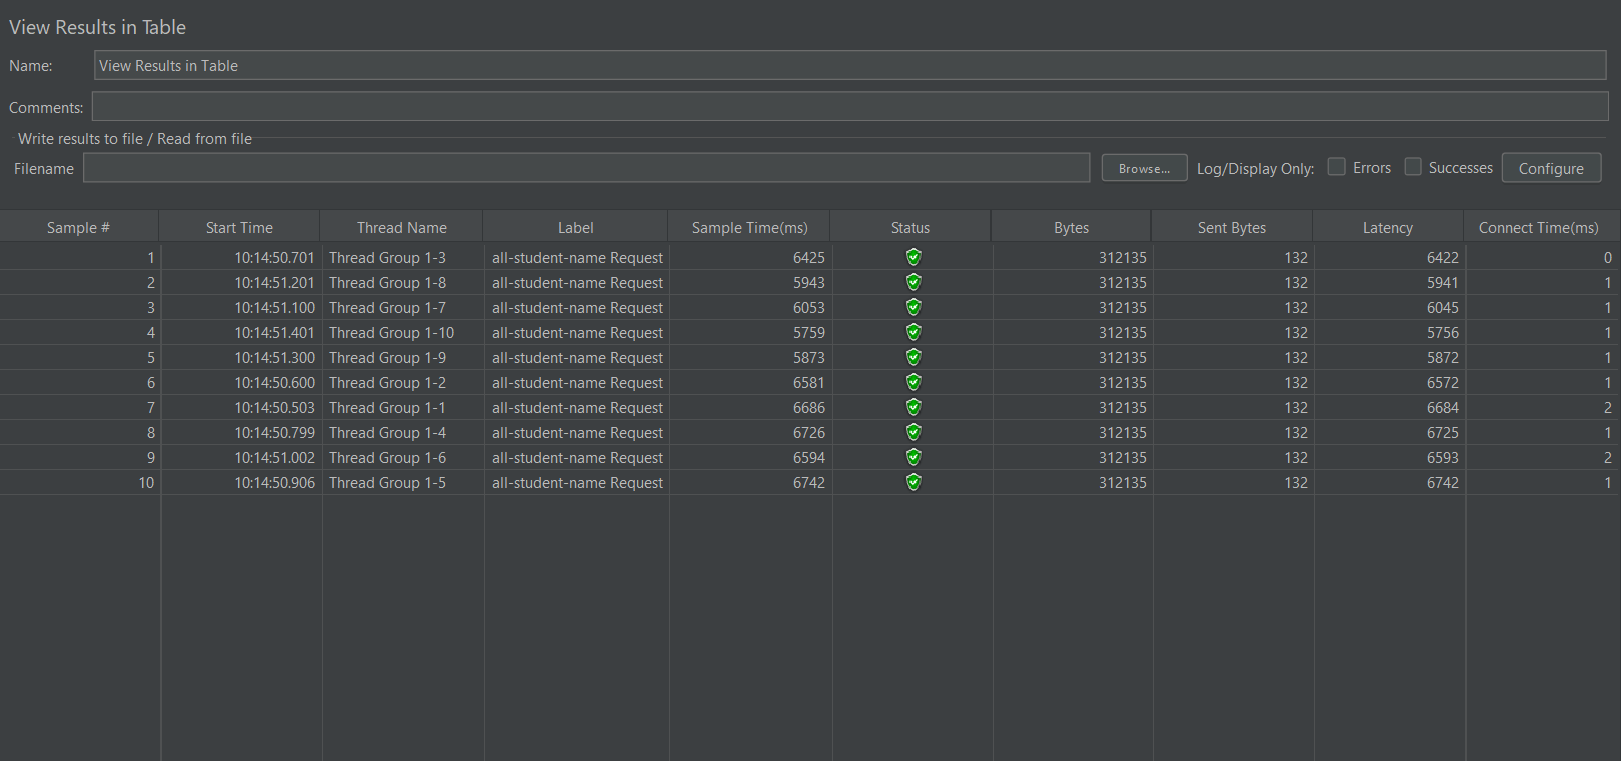 View Results in Table
Name: View Results in Table
Comments:
Write results to file / Read from file
Filename Browse... Log/Display Only: Errors Successes Configure
Sample # Start Time Thread Name Label Sample Time(ms) Status Bytes Sent Bytes Latency Connect Time(ms)
1 10:14:50.701 Thread Group 1-3 all-student-name Request 6425 312135 132 6422 0
2 10:14:51.201 Thread Group 1-8 all-student-name Request 5943 312135 132 5941 1
3 10:14:51.100 Thread Group 1-7 all-student-name Request 6053 312135 132 6045 1
4 10:14:51.401 Thread Group 1-10 all-student-name Request 5759 312135 132 5756 1
5 10:14:51.300 Thread Group 1-9 all-student-name Request 5873 312135 132 5872 1
6 10:14:50.600 Thread Group 1-2 all-student-name Request 6581 312135 132 6572 1
7 10:14:50.503 Thread Group 1-1 all-student-name Request 6686 312135 132 6684 2
8 10:14:50.799 Thread Group 1-4 all-student-name Request 6726 312135 132 6725 1
9 10:14:51.002 Thread Group 1-6 all-student-name Request 6594 312135 132 6593 2
10 10:14:50.906 Thread Group 1-5 all-student-name Request 6742 312135 132 6742 1